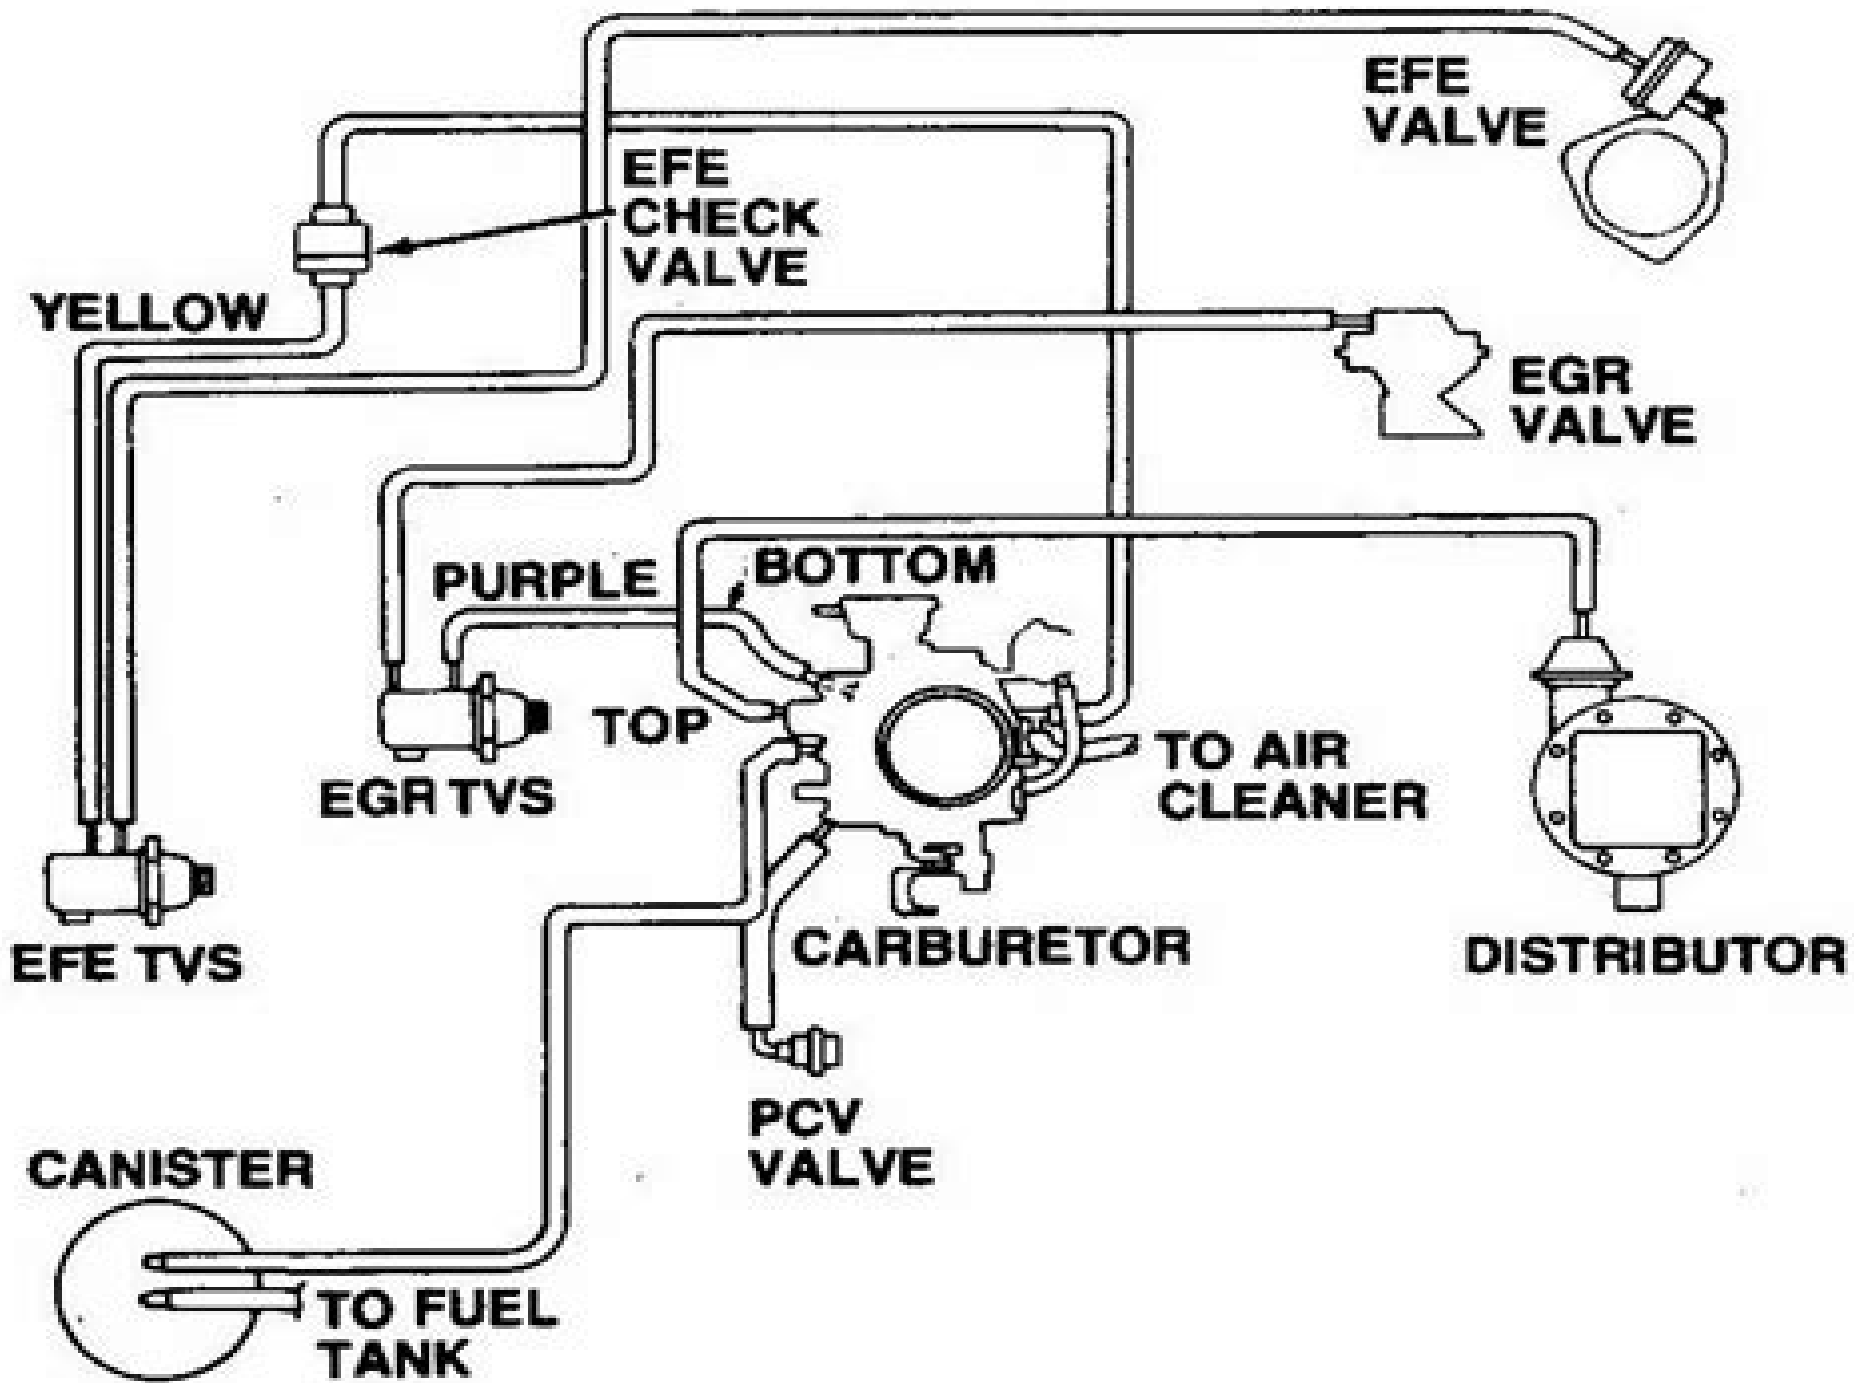 EFE
VALVE
EFE
CHECK
VALVE
YELLOW
EGR
VALVE
PURPLE
BOTTOM
TOP
EGR TVS
TO AIR
CLEANER
EFE TVS
CARBURETOR
DISTRIBUTOR
PCV
VALVE
CANISTER
TO FUEL
TANK